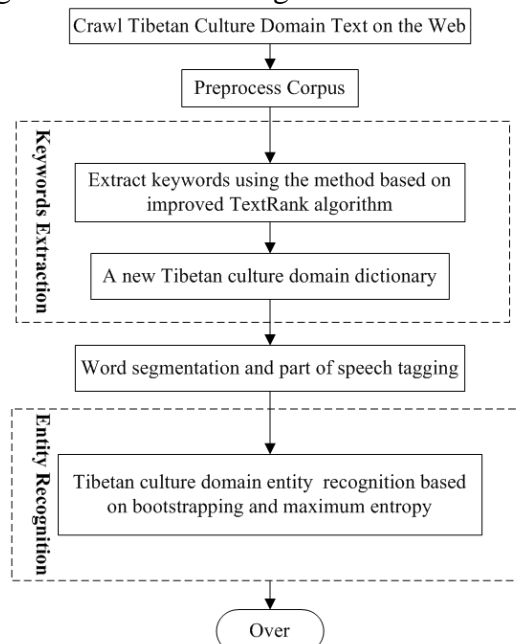 Crawl Tibetan Culture Domain Text on the Web
Preprocess Corpus
Keywords Extraction
Extract keywords using the method based on
improved TextRank algorithm
A new Tibetan culture domain dictionary
Word segmentation and part of speech tagging
Entity Recognition
Tibetan culture domain entity recognition based
on bootstrapping and maximum entropy
Over